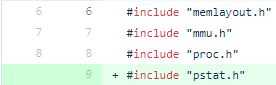 6 6 #include "memlayout.h"
7 7 #include "mmu.h"
8 8 #include "proc.h"
9 + #include "pstat.h"